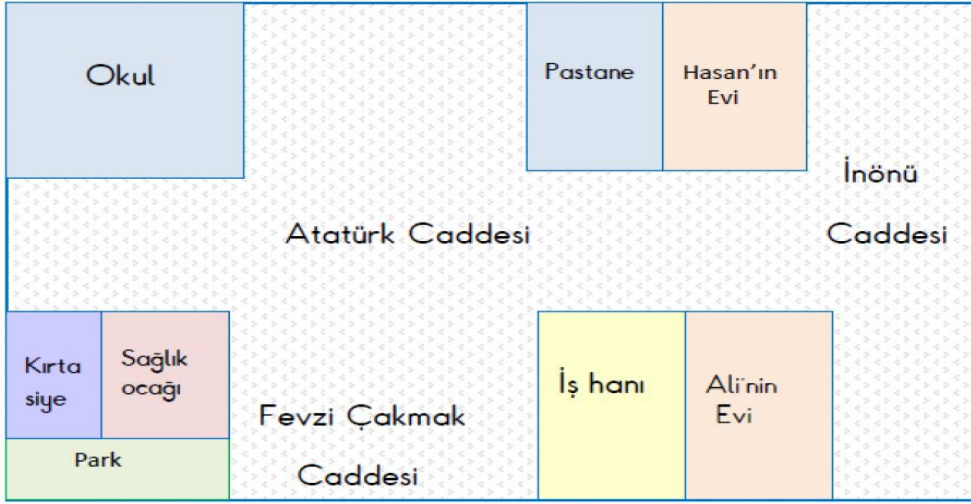 Okul
Pastane
Hasan'ın
Evi
İnönü
Caddesi
Atatürk Caddesi
Kırta
siye
Sağlık
ocağı
İş hanı
Ali'nin
Evi
Fevzi Çakmak
Caddesi
Park